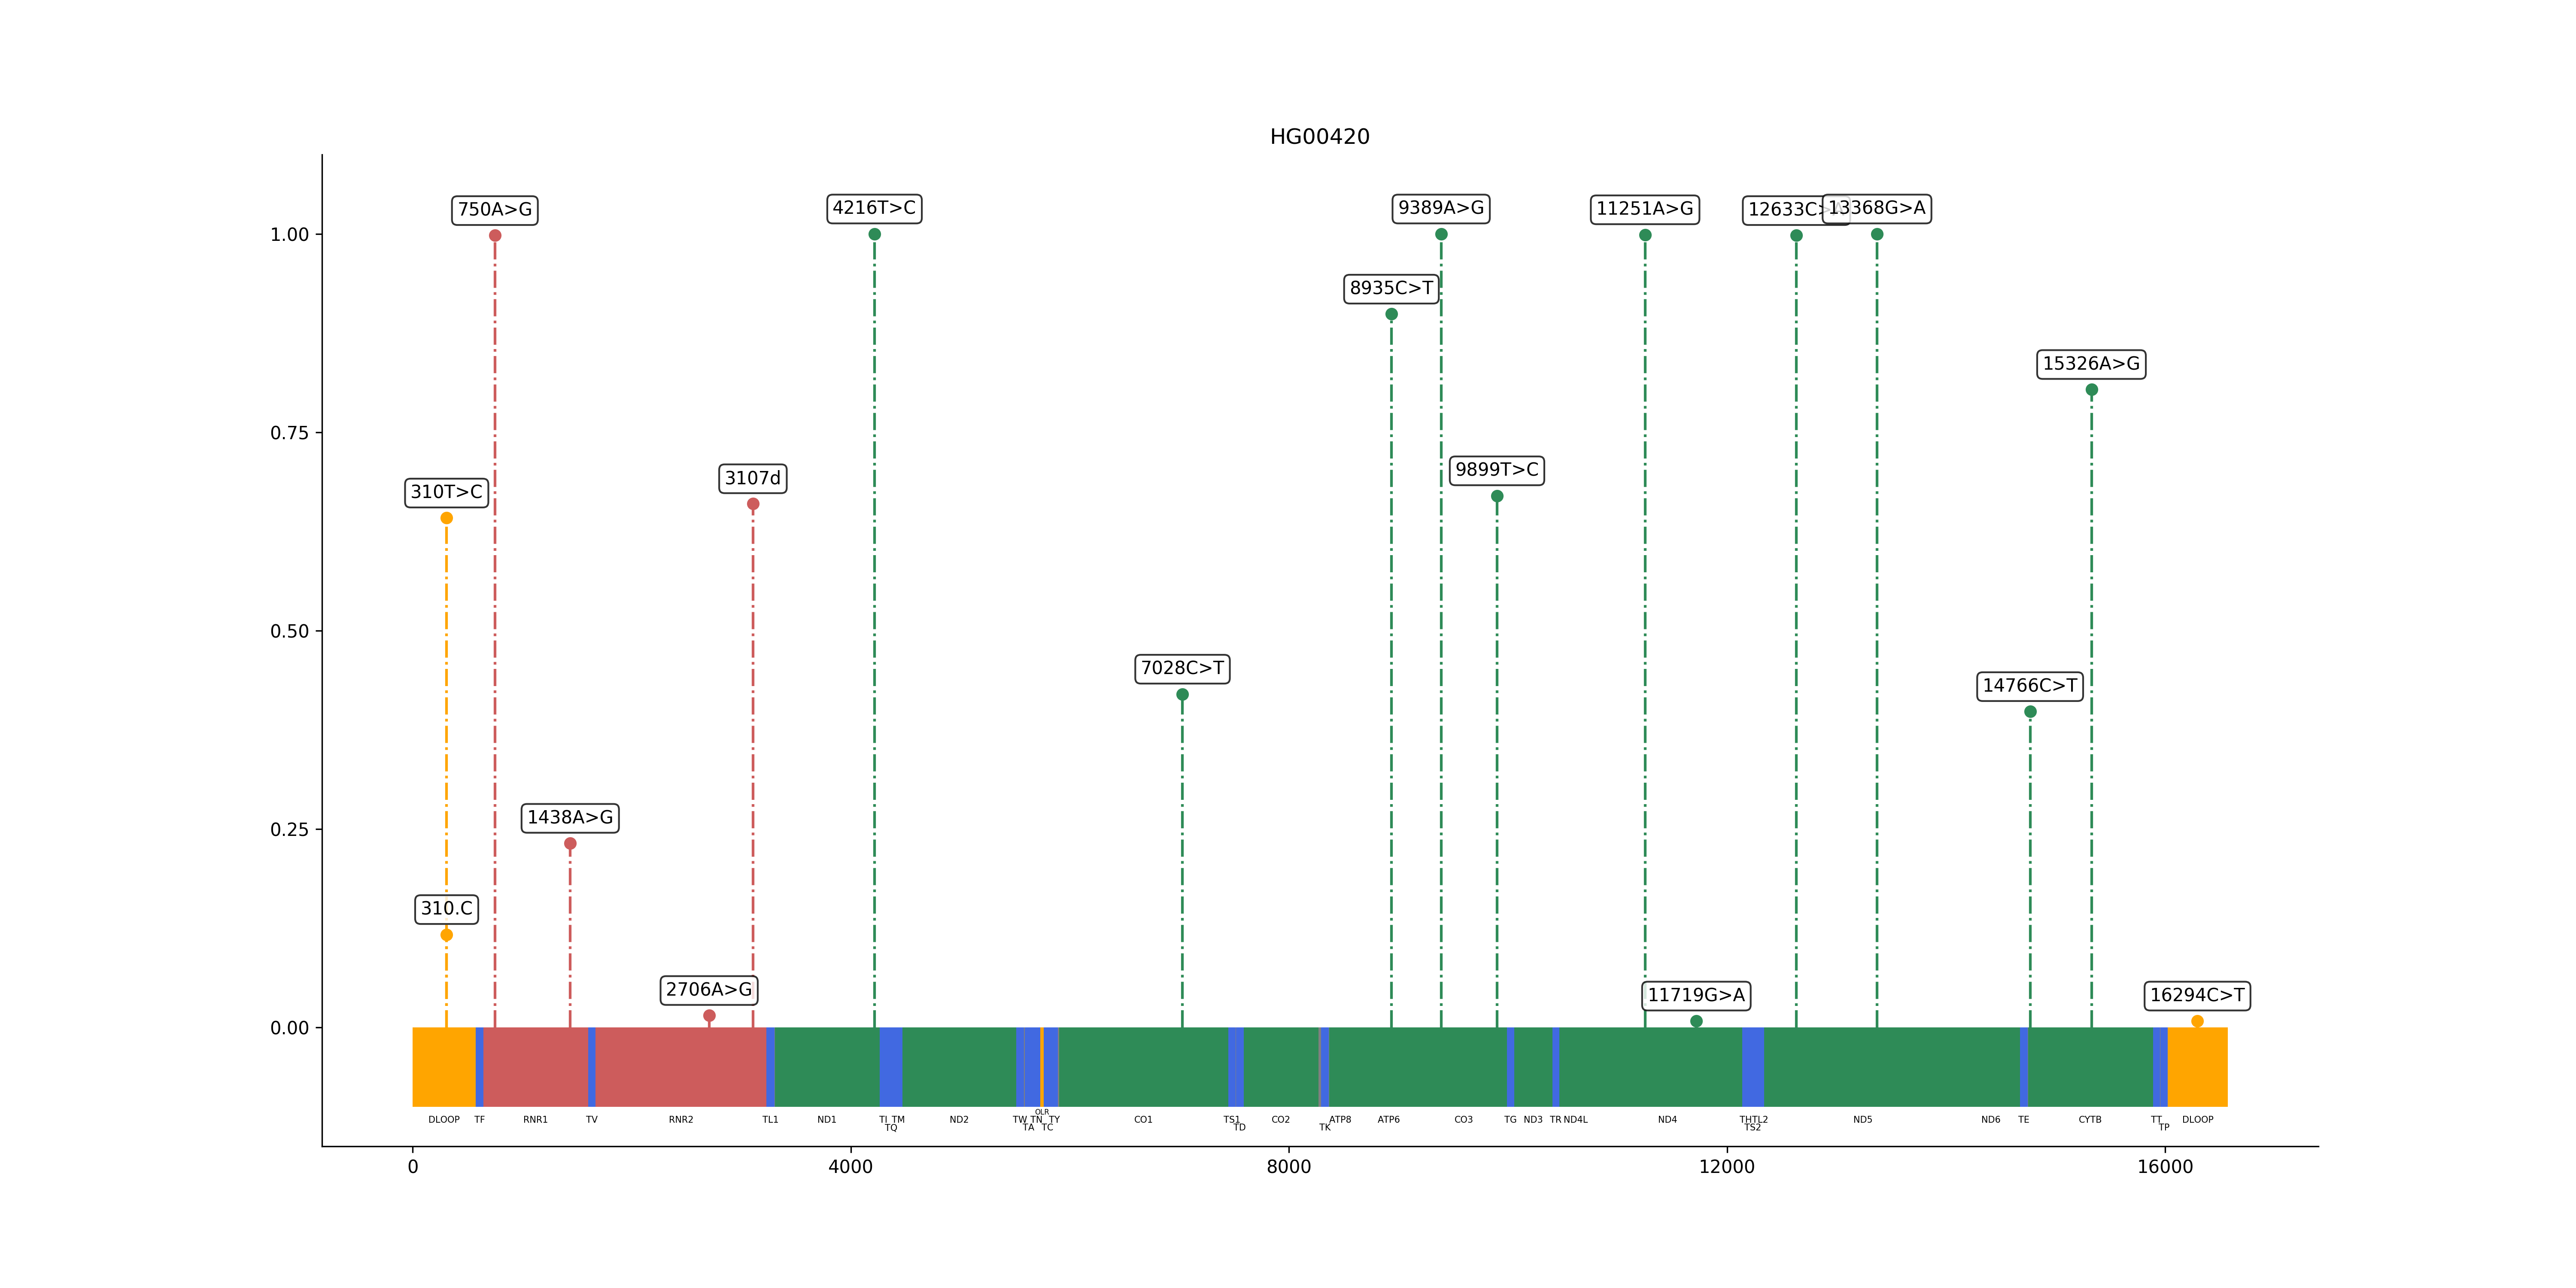 HG00420
750A>G
4216T>C
9389A>G
11251A>G
12633C>
13368G>A
1.00
8935C>T
15326A>G
0.75
9899T>C
3107d
310T>C
7028C>T
14766C>T
0.50
1438A>G
0.25
310.C
2706A>G
11719G>A
16294C>T
0.00
OLR
DLOOP TF RNR1 TV RNR2 TL1 ND1 TI TM ND2 TW TN TY CO1 TS1 CO2 ATP8 ATP6 CO3 TG ND3 TR ND4L ND4 TH TL2 ND5 ND6 TE CYTB TT DLOOP
TQ TA TC TD TK TS2 TP
0 4000 8000 12000 16000